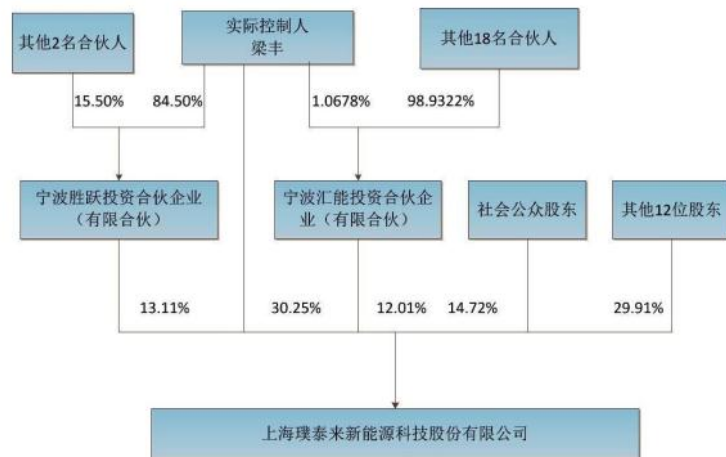 其他2名合伙人
实际控制人
梁丰
其他18名合伙人
15.50%
84.50%
1.0678%
98.9322%
宁波胜跃投资合伙企业
（有限合伙）
宁波汇能投资合伙企
业（有限合伙）
社会公众股东
其他12位股东
13.11%
30.25%
12.01%
14.72%
29.91%
上海璞泰来新能源科技股份有限公司